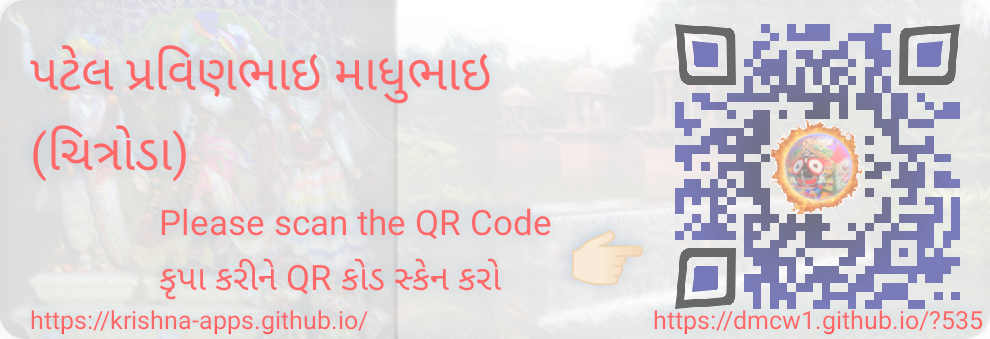 પટેલ પ્રવિણભાઇ માધુભાઇ
(ચિત્રોડા)
Please scan the QR Code
કૃપા કરીને QR કોડ સ્કેન કરો
https://krishna-apps.github.io/
https://dmcw1.github.io/?535